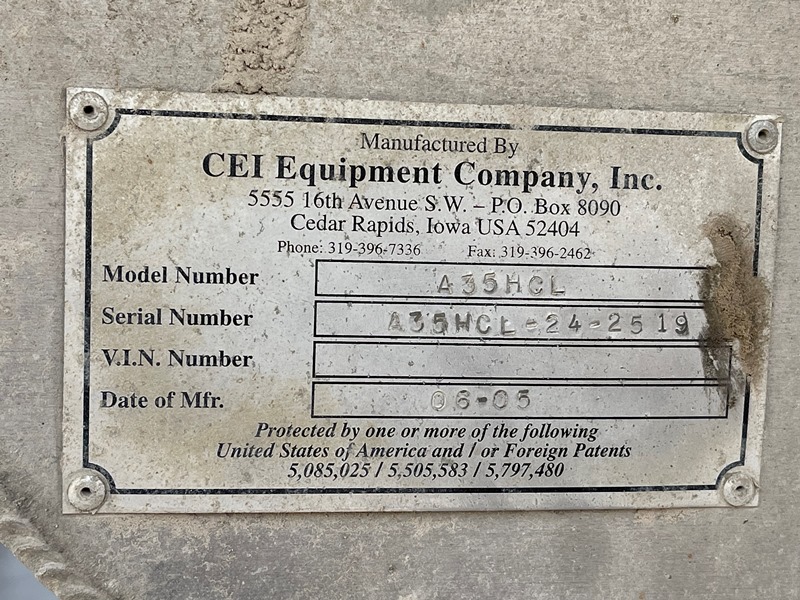 Manufactured By
CEI Equipment Company, Inc.
5555 16th Avenue S.W. – P.O. Box 8090
Cedar Rapids, Iowa USA 52404
Phone: 319-396-7336 Fax: 319-396-2462
Model Number A35HCL
Serial Number A35HCL-24-2519
V.I.N. Number
Date of Mfr. 06-05
Protected by one or more of the following
United States of America and / or Foreign Patents
5,085,025 / 5,505,583 / 5,797,480